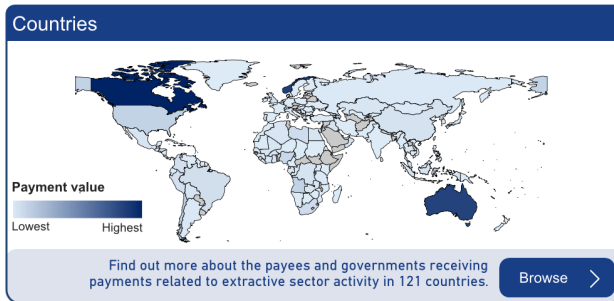 Countries
Payment value
Lowest Highest
Find out more about the payees and governments receiving
payments related to extractive sector activity in 121 countries.
Browse